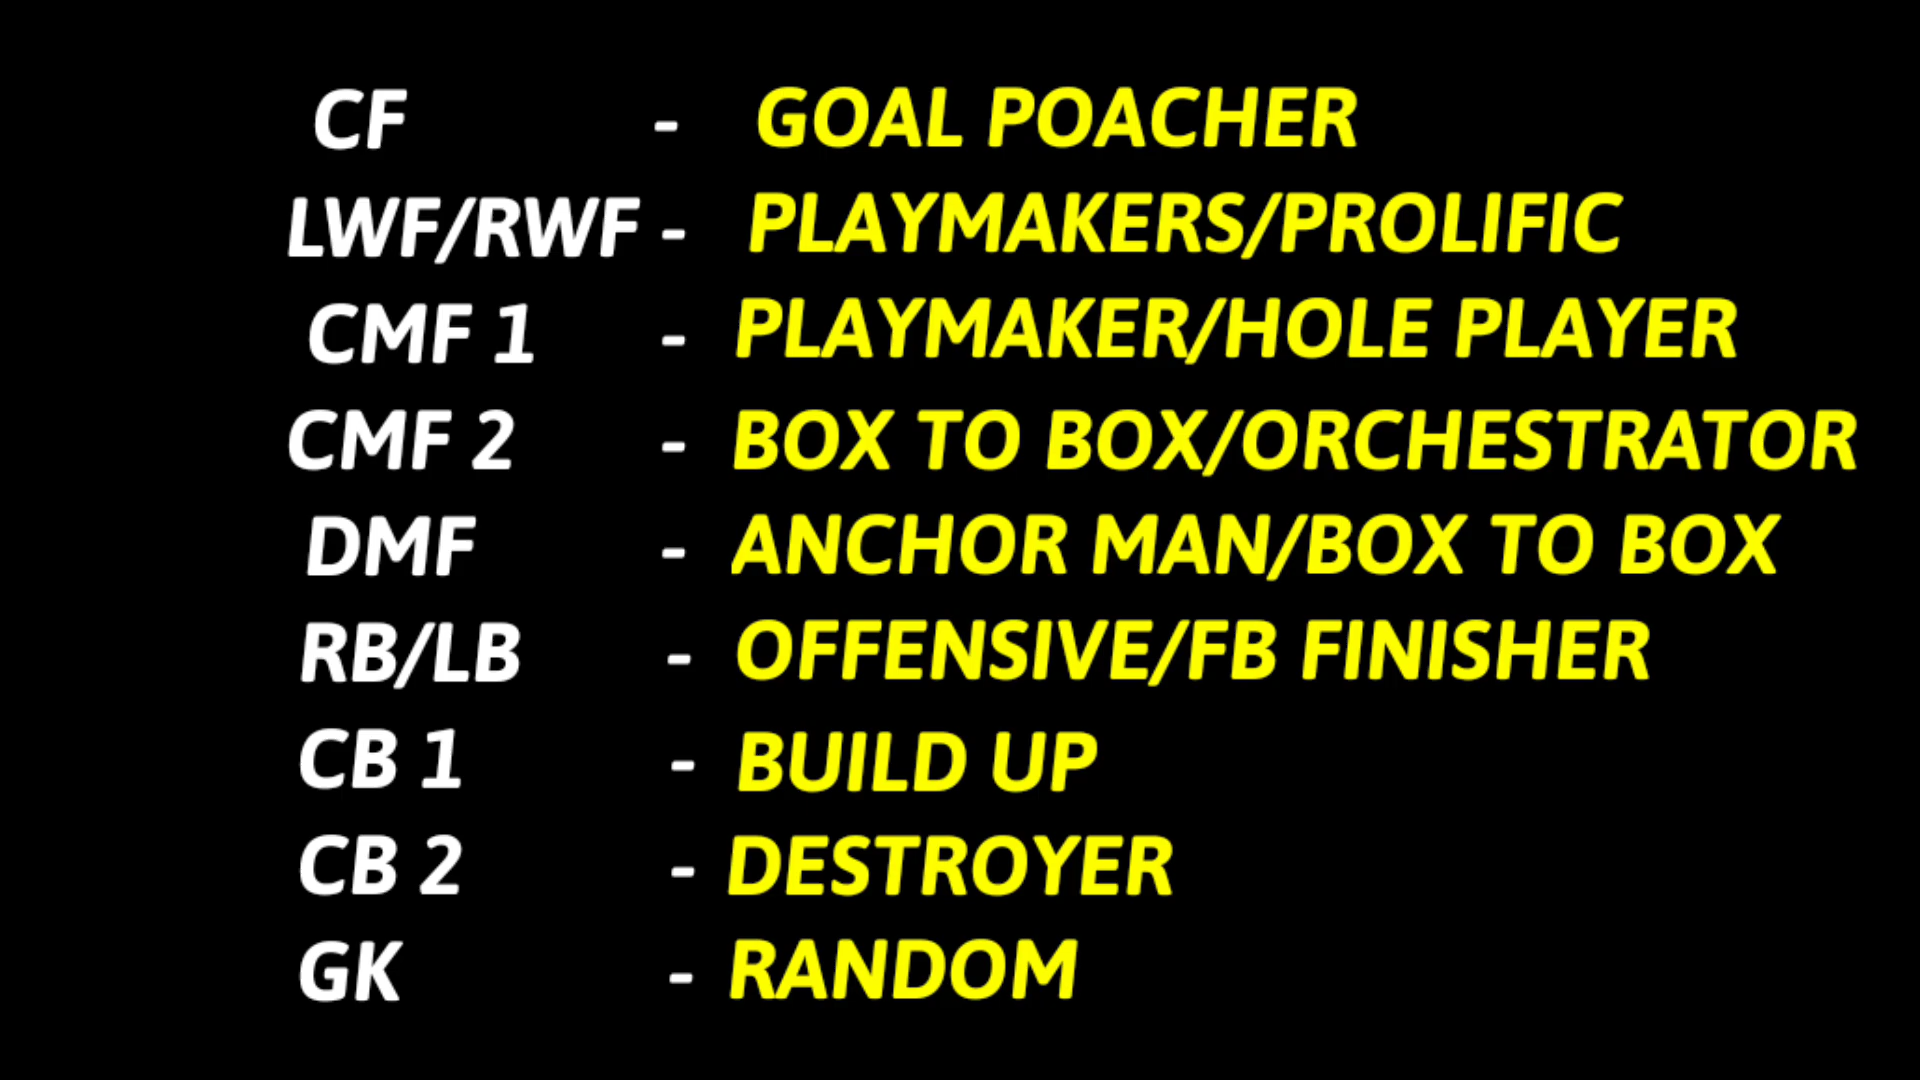 CF - GOAL POACHER
LWF/RWF - PLAYMAKERS/PROLIFIC
CMF 1 - PLAYMAKER/HOLE PLAYER
CMF 2 - BOX TO BOX/ORCHESTRATOR
DMF - ANCHOR MAN/BOX TO BOX
RB/LB - OFFENSIVE/FB FINISHER
CB 1 - BUILD UP
CB 2 - DESTROYER
GK - RANDOM